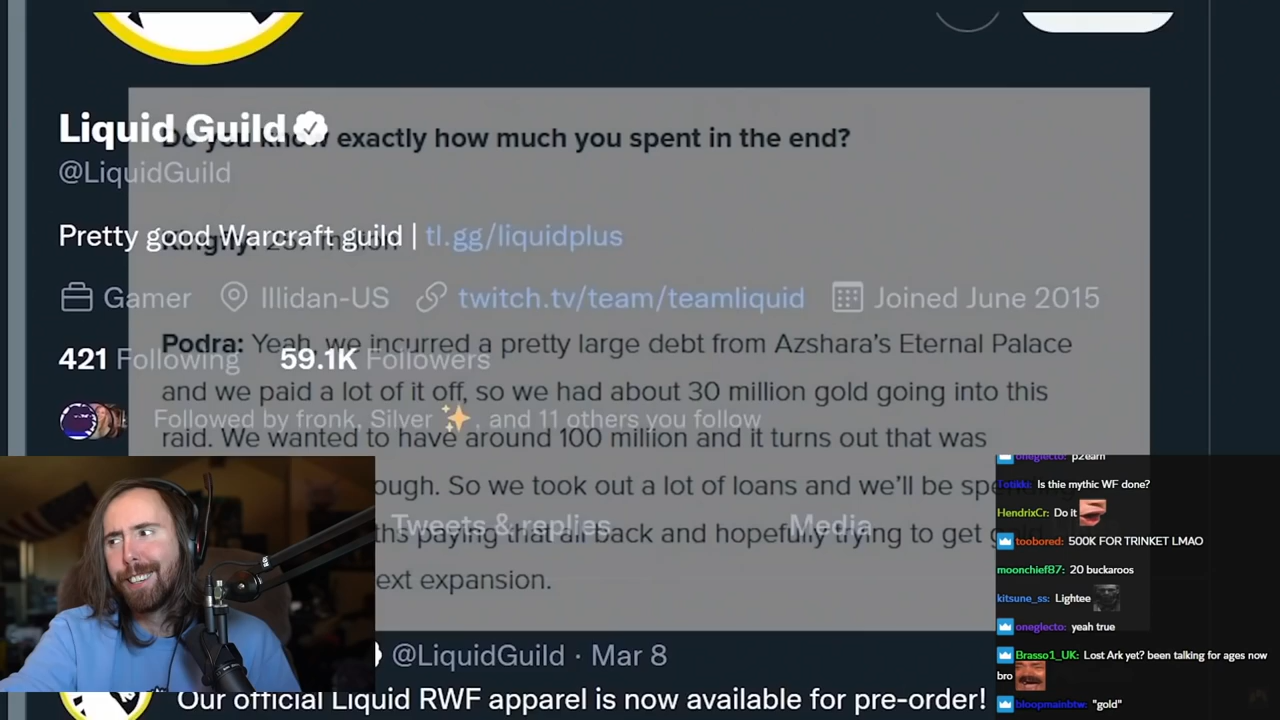 Liquid Guild
Do you know exactly how much you spent in the end?
@LiquidGuild
Pretty good Warcraft guild | tl.gg/liquidplus
Kingfly: million
Gamer Illidan-US twitch.tv/team/teamliquid Joined June 2015
Podra: Yeah, we incurred a pretty large debt from Azshara's Eternal Palace
421 Following 59.1K Followers
and we paid a lot of it off, so we had about 30 million gold going into this
Followed by fronk, Silver ✨, and 11 others you follow
raid. We wanted to have around 100 million and it turns out that was
ough. So we took out a lot of loans and we'll be
Tweets & replies Media
ths paying that all back and hopefully trying to get
ext expansion.
@LiquidGuild · Mar 8
Our official Liquid RWF apparel is now available for pre-order!
oneglecto: p2earn
Totikki: Is thie mythic WF done?
HendrixCr: Do it
toobored: 500K FOR TRINKET LMAO
moonchief87: 20 buckaroos
kitsune_ss: Lightee
oneglecto: yeah true
Brasso1_UK: Lost Ark yet? been talking for ages now
bro
bloopmainbtw: "gold"